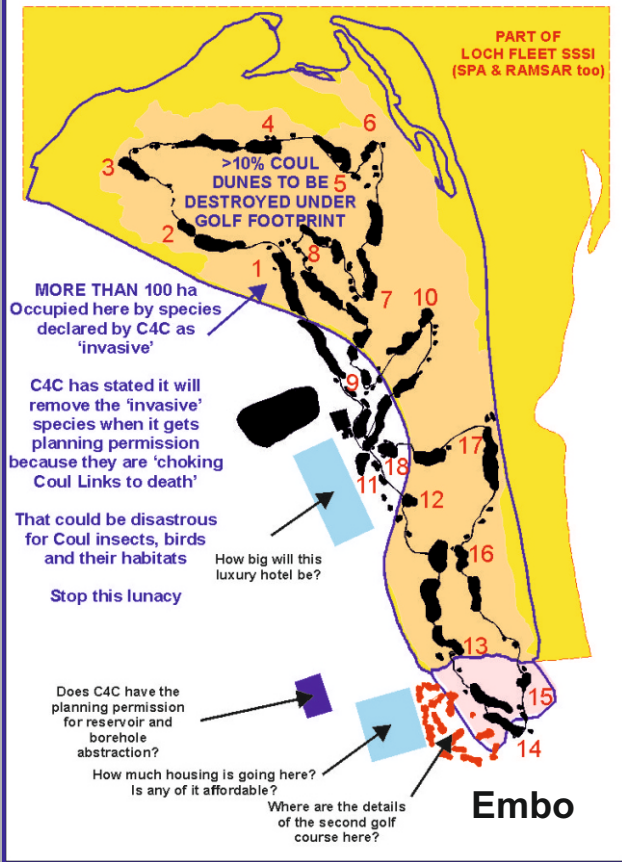 PART OF
LOCH FLEET SSSI
(SPA & RAMSAR too)
6
4
3
>10% COUL
DUNES TO BE
5
DESTROYED UNDER
GOLF FOOTPRINT
2
8
1
7
10
MORE THAN 100 ha
Occupied here by species
declared by C4C as
‘invasive’
C4C has stated it will
remove the ‘invasive’
species when it gets
planning permission
because they are ‘choking
Coul Links to death’
That could be disastrous
for Coul insects, birds
and their habitats
Stop this lunacy
9
17
18
11
12
How big will this
luxury hotel be?
16
13
15
14
Does C4C have the
planning permission
for reservoir and
borehole
abstraction?
How much housing is going here?
Is any of it affordable?
Where are the details
of the second golf
course here?
Embo